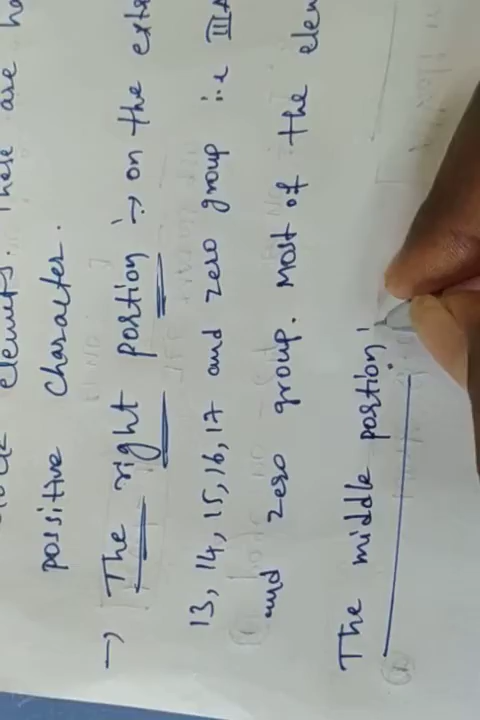 elements. These are ha
possitive character.
→ The right portion :→ on the exte
13, 14, 15, 16, 17 and zero group i.e IIIA
and zero group. Most of the elem
The middle portion